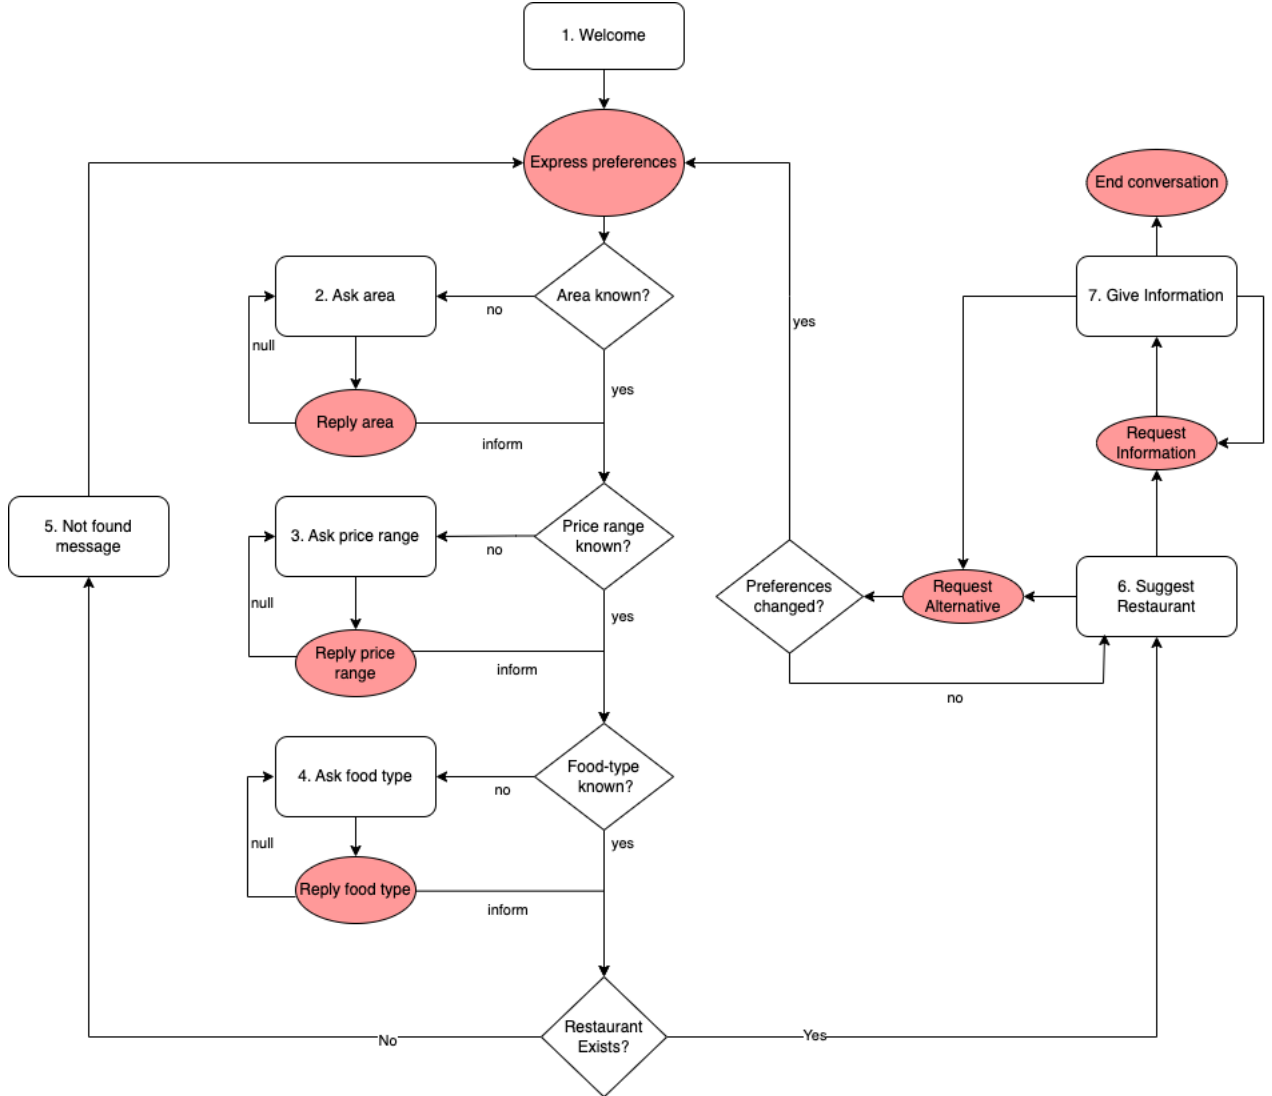 1. Welcome
Express preferences
End conversation
2. Ask area
no
Area known?
7. Give Information
yes
null
yes
Reply area
inform
Request
Information
5. Not found
message
3. Ask price range
no
Price range
known?
Preferences
changed?
Request
Alternative
6. Suggest
Restaurant
null
yes
Reply price
range
inform
no
4. Ask food type
no
Food-type
known?
null
yes
Reply food type
inform
Restaurant
Exists?
No
Yes